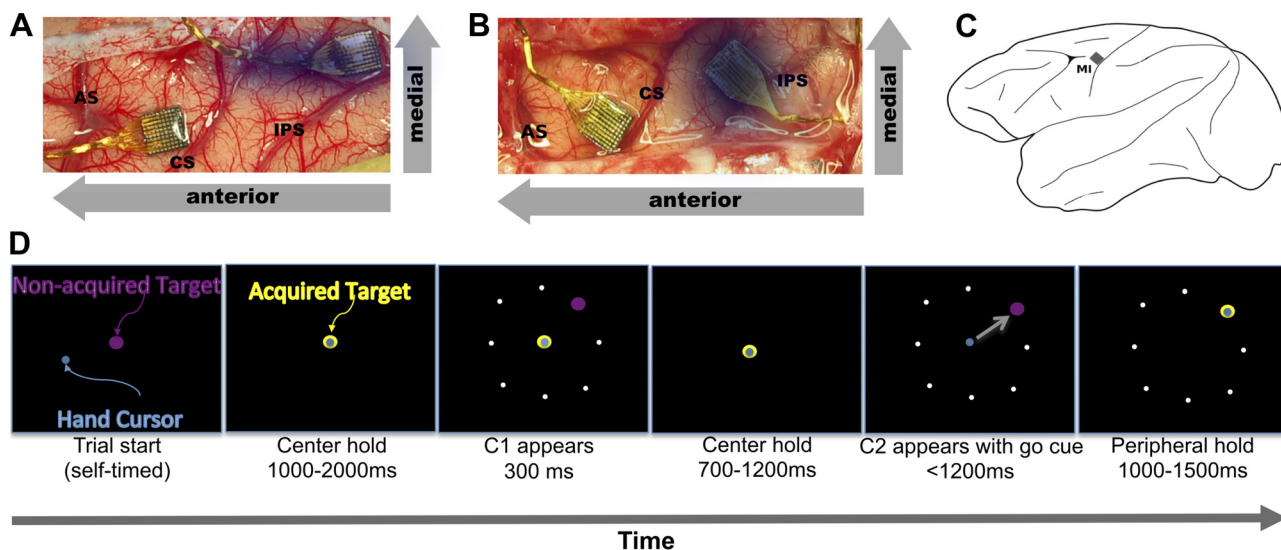 A
AS
CS
IPS
medial
anterior
B
AS
CS
IPS
medial
anterior
C
MI
D
Non-acquired Target
Hand Cursor
Acquired Target
Trial start
(self-timed)
Center hold
1000-2000ms
C1 appears
300 ms
Center hold
700-1200ms
C2 appears with go cue
<1200ms
Peripheral hold
1000-1500ms
Time